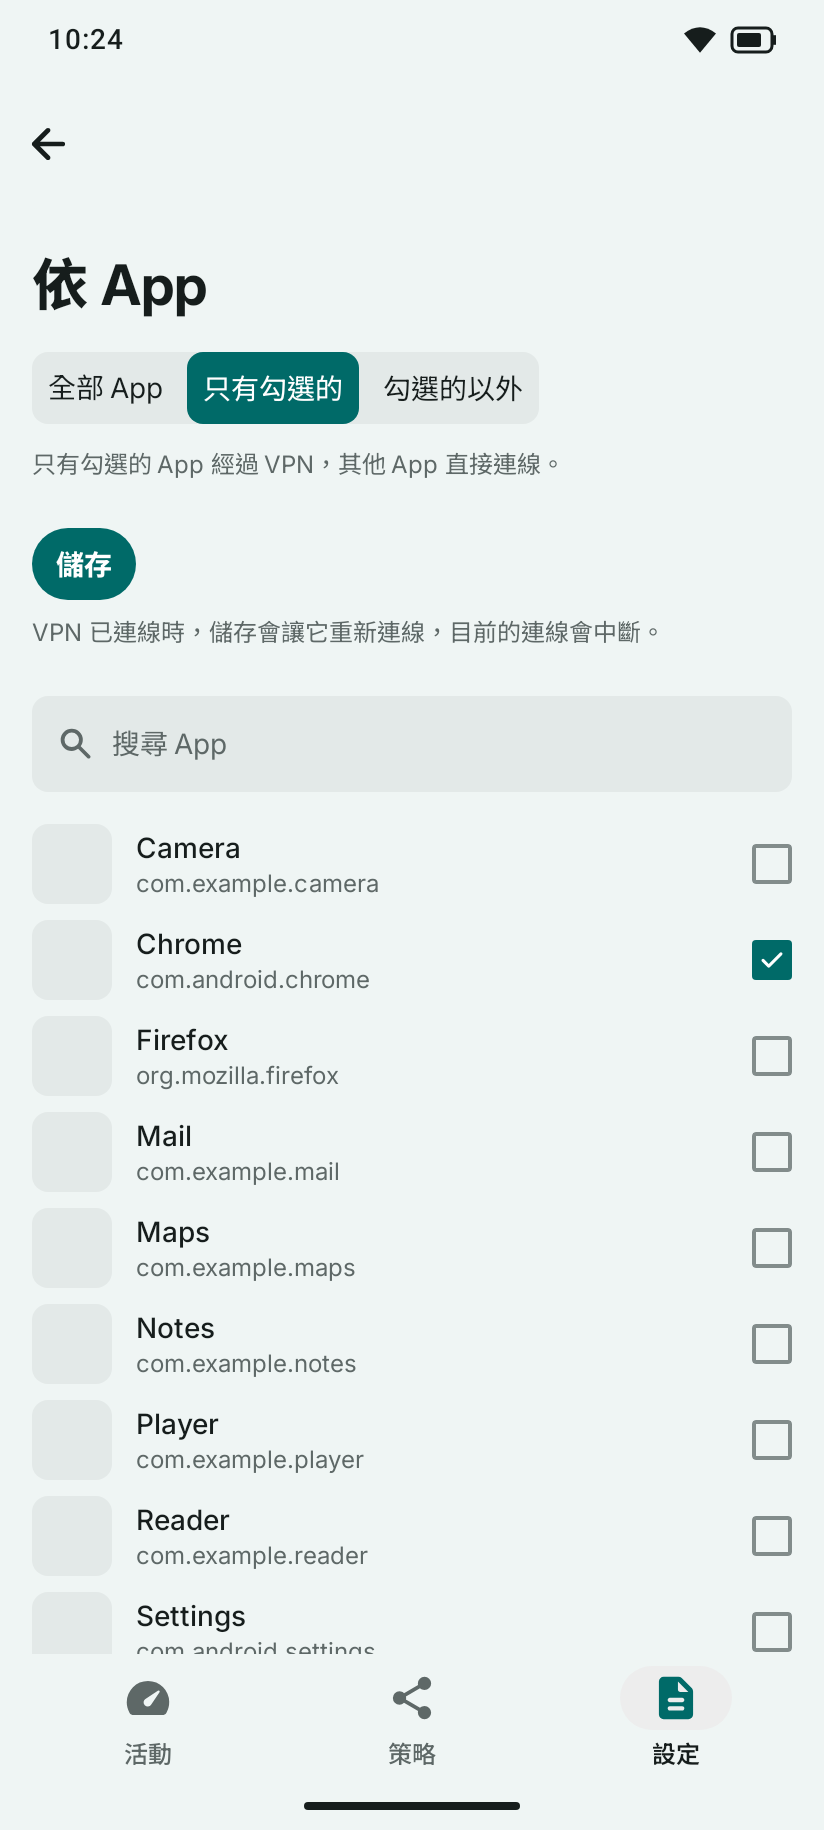 10:24
依 App
全部 App
只有勾選的
勾選的以外
只有勾選的 App 經過 VPN，其他 App 直接連線。
儲存
VPN 已連線時，儲存會讓它重新連線，目前的連線會中斷。
搜尋 App
Camera
com.example.camera
Chrome
com.android.chrome
Firefox
org.mozilla.firefox
Mail
com.example.mail
Maps
com.example.maps
Notes
com.example.notes
Player
com.example.player
Reader
com.example.reader
Settings
com.android.settings
活動
策略
設定